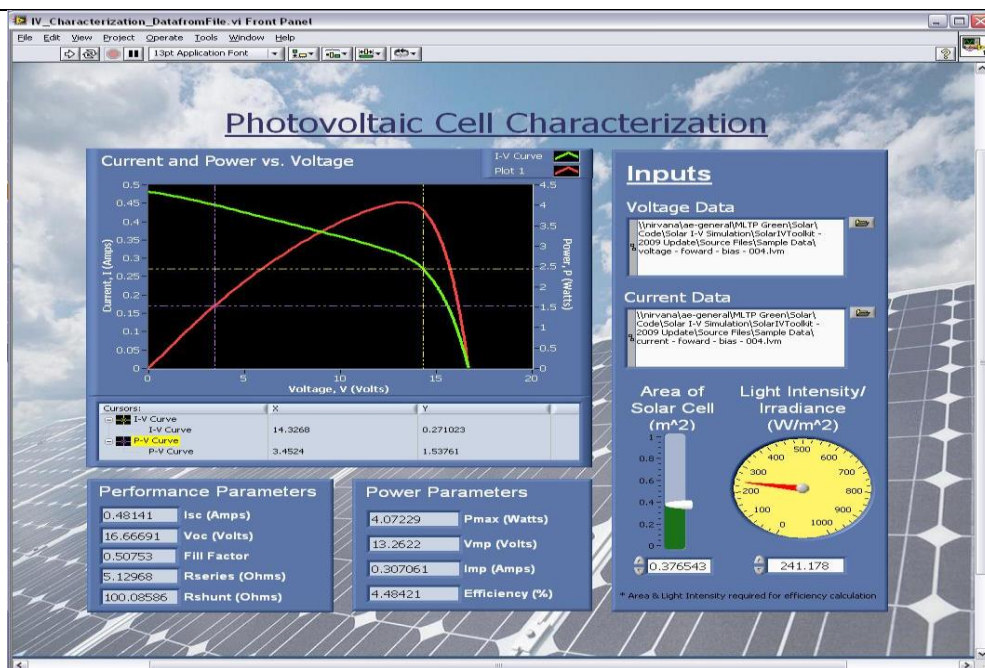 IV_Characterization_DatafromFile.vi Front Panel
File Edit View Project Operate Tools Window Help
13pt Application Font
Photovoltaic Cell Characterization
Current and Power vs. Voltage
I-V Curve
Plot 1
0.5
0.45
0.4
0.35
0.3
0.25
0.2
0.15
0.1
0.05
0
Current, I (Amps)
4.5
4
3.5
3
2.5
2
1.5
1
0.5
0
Power, P (Watts)
0 5 10 15 20
Voltage, V (Volts)
Cursors: X Y
I-V Curve
I-V Curve 14.3268 0.271023
P-V Curve
P-V Curve 3.4524 1.53761
Performance Parameters
0.48141 Isc (Amps)
16.66691 Voc (Volts)
0.50753 Fill Factor
5.12968 Rseries (Ohms)
100.08586 Rshunt (Ohms)
Power Parameters
4.07229 Pmax (Watts)
13.2622 Vmp (Volts)
0.307061 Imp (Amps)
4.48421 Efficiency (%)
Inputs
Voltage Data
\\nirvana\ae-general\MLTP Green\Solar\
Code\Solar I-V Simulation\SolarIVToolkit -
2009 Update\Source Files\Sample Data\
voltage - foward - bias - 004.lvm
Current Data
\\nirvana\ae-general\MLTP Green\Solar\
Code\Solar I-V Simulation\SolarIVToolkit -
2009 Update\Source Files\Sample Data\
current - foward - bias - 004.lvm
Area of
Solar Cell
(m^2)
1
0.8
0.6
0.4
0.2
0
0.376543
Light Intensity/
Irradiance
(W/m^2)
0 100 200 300 400 500 600 700 800 900 1000
241.178
* Area & Light Intensity required for efficiency calculation